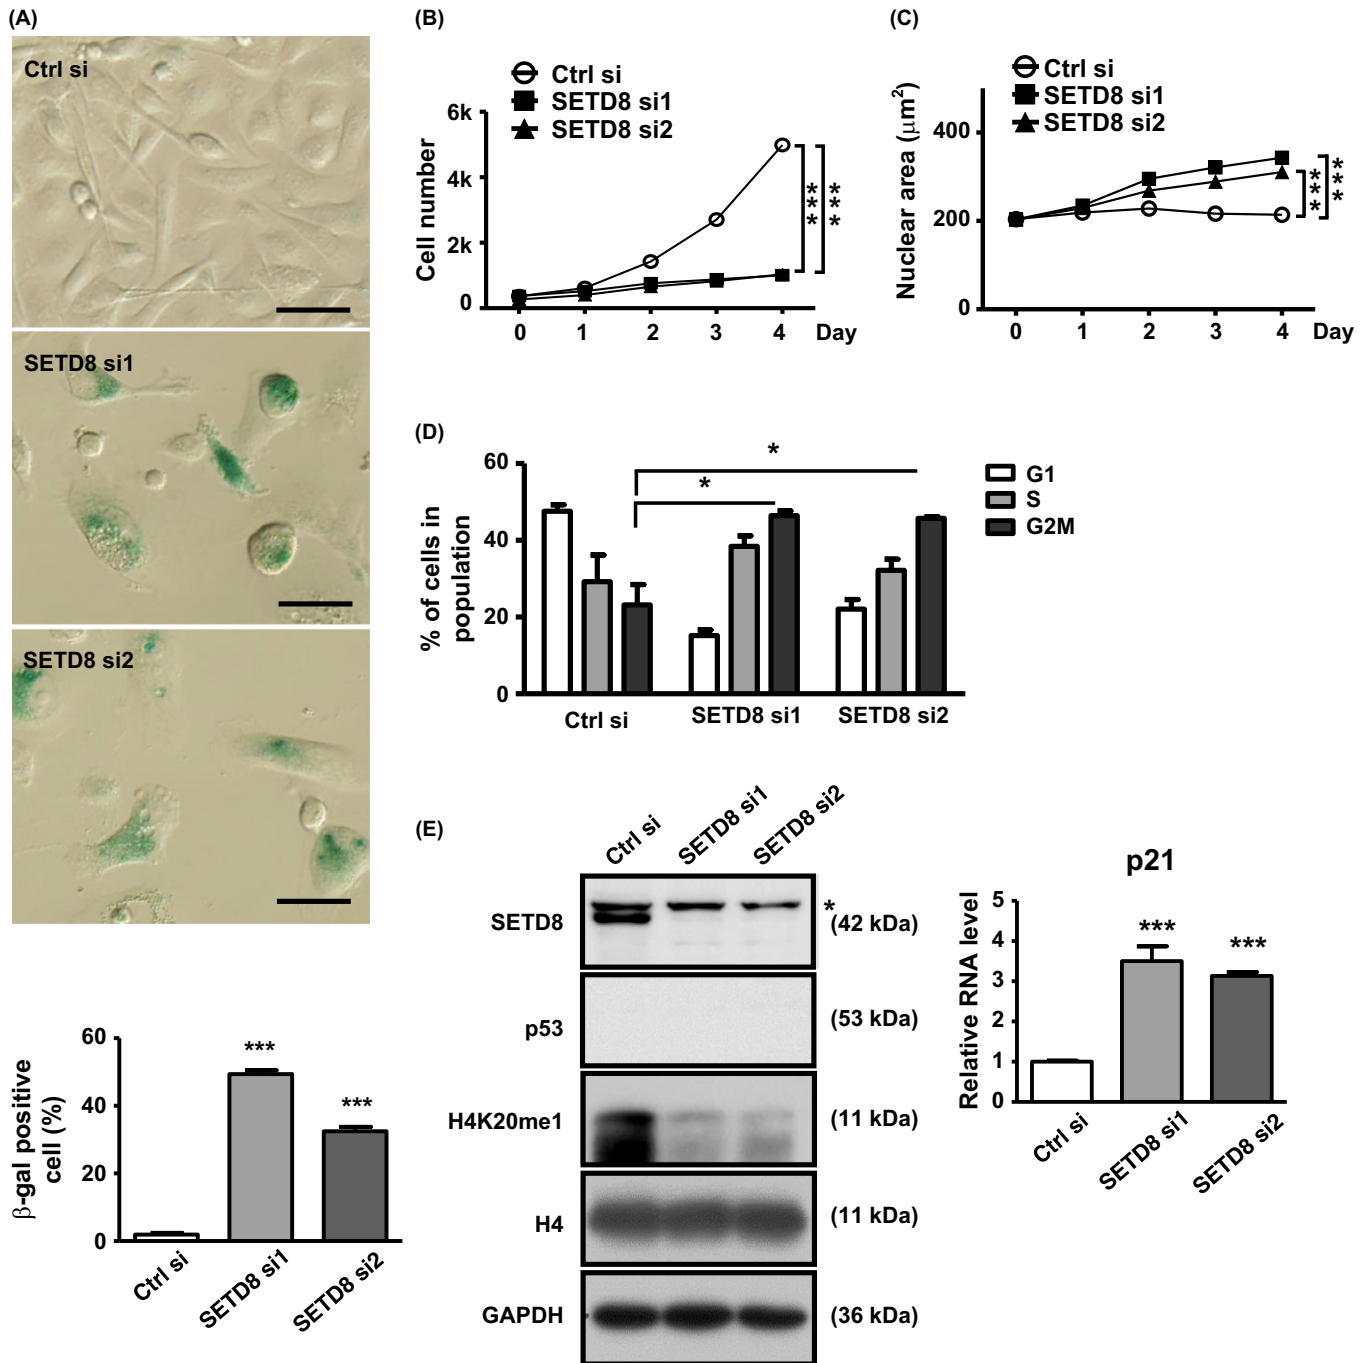 (A)
Ctrl si
SETD8 si1
SETD8 si2
β-gal positive
cell (%)
60
40
20
0
***
***
Ctrl si
SETD8 si1
SETD8 si2
(B)
Ctrl si
SETD8 si1
SETD8 si2
Cell number
6k
4k
2k
0
0 1 2 3 4 Day
***
***
(C)
Ctrl si
SETD8 si1
SETD8 si2
Nuclear area (μm²)
400
200
0
0 1 2 3 4 Day
***
***
(D)
% of cells in
population
60
40
20
0
*
*
Ctrl si SETD8 si1 SETD8 si2
G1
S
G2M
(E)
Ctrl si
SETD8 si1
SETD8 si2
SETD8 * (42 kDa)
p53 (53 kDa)
H4K20me1 (11 kDa)
H4 (11 kDa)
GAPDH (36 kDa)
p21
Relative RNA level
5
4
3
2
1
0
***
***
Ctrl si
SETD8 si1
SETD8 si2